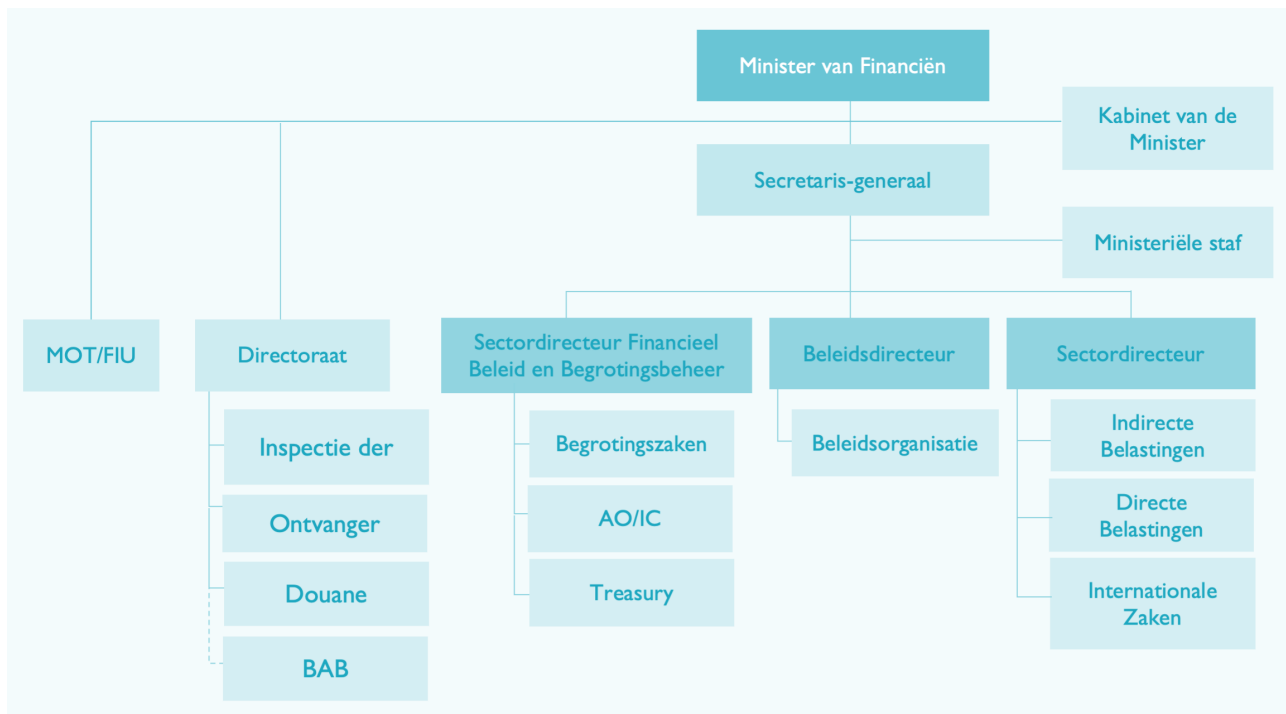 Minister van Financiën
Kabinet van de
Minister
Secretaris-generaal
Ministeriële staf
MOT/FIU
Directoraat
Sectordirecteur Financieel
Beleid en Begrotingsbeheer
Beleidsdirecteur
Sectordirecteur
Inspectie der
Ontvanger
Douane
BAB
Begrotingszaken
AO/IC
Treasury
Beleidsorganisatie
Indirecte
Belastingen
Directe
Belastingen
Internationale
Zaken